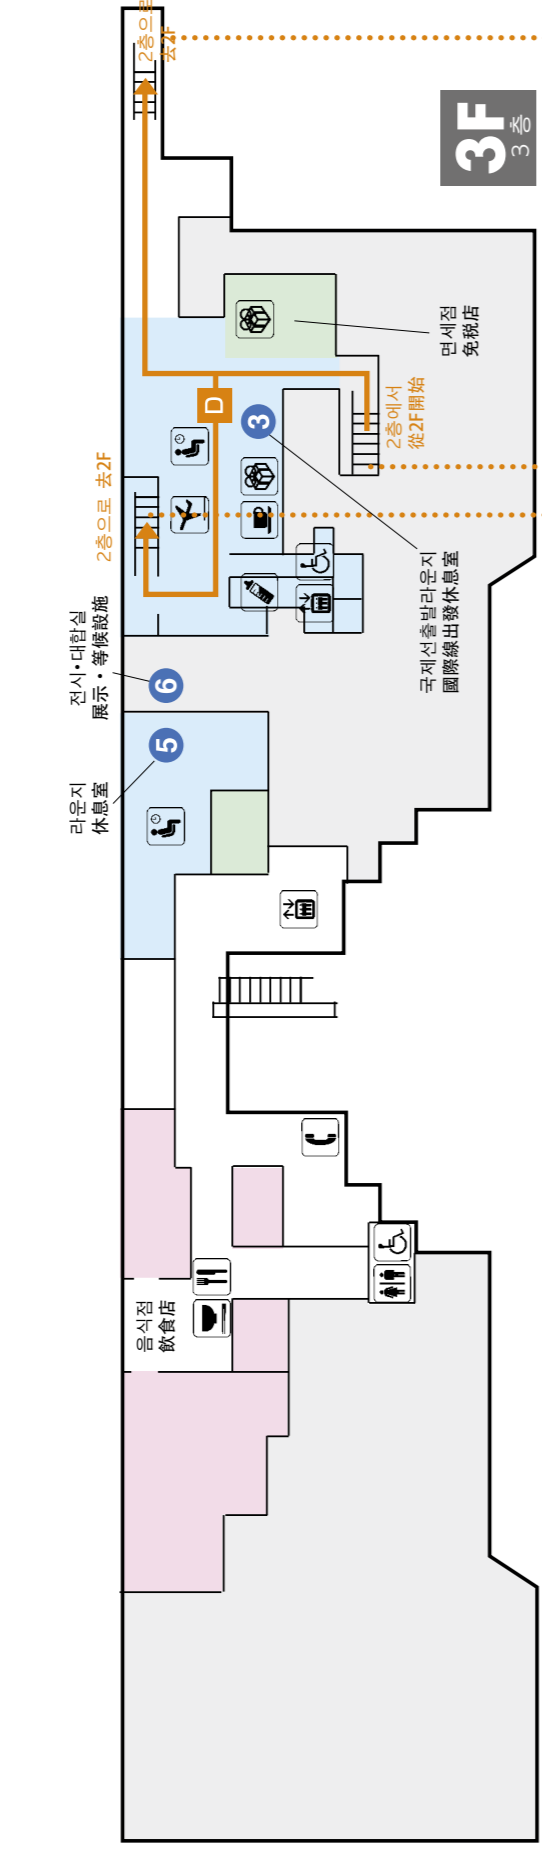 3F
3층
2층으로
去2F
면세점
免税店
2층에서
從2F開始
D
3
2층으로 去2F
국제선출발라운지
國際線出發休息室
전시•대합실
展示・等候設施
6
5
라운지
休息室
음식점
飲食店